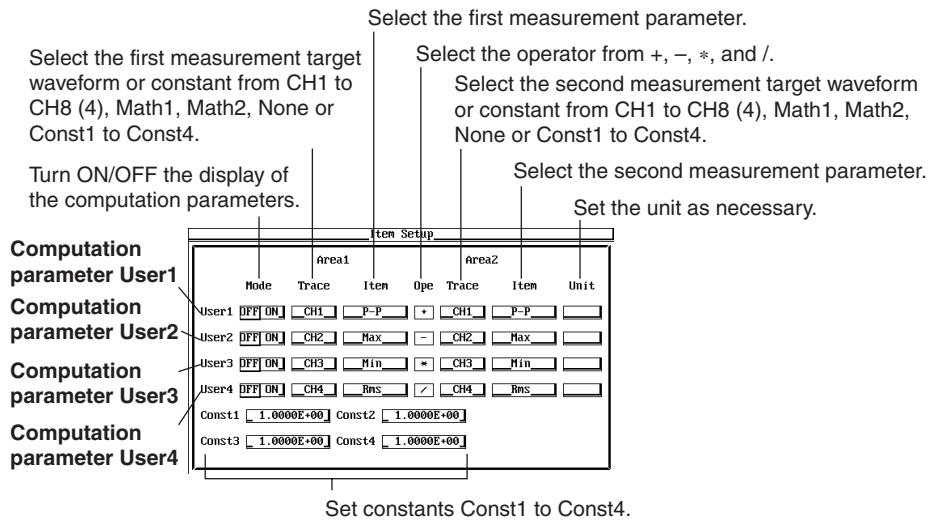 Select the first measurement parameter.
Select the first measurement target
waveform or constant from CH1 to
CH8 (4), Math1, Math2, None or
Const1 to Const4.
Select the operator from +, –, *, and /.
Select the second measurement target waveform
or constant from CH1 to CH8 (4), Math1, Math2,
None or Const1 to Const4.
Turn ON/OFF the display of
the computation parameters.
Select the second measurement parameter.
Set the unit as necessary.
Item Setup
Area1 Area2
Mode Trace Item Ope Trace Item Unit
Computation
parameter User1
User1 OFF ON CH1 P-P + CH1 P-P
Computation
parameter User2
User2 OFF ON CH2 Max - CH2 Max
Computation
parameter User3
User3 OFF ON CH3 Min * CH3 Min
Computation
parameter User4
User4 OFF ON CH4 Rms / CH4 Rms
Const1 1.0000E+00 Const2 1.0000E+00
Const3 1.0000E+00 Const4 1.0000E+00
Set constants Const1 to Const4.